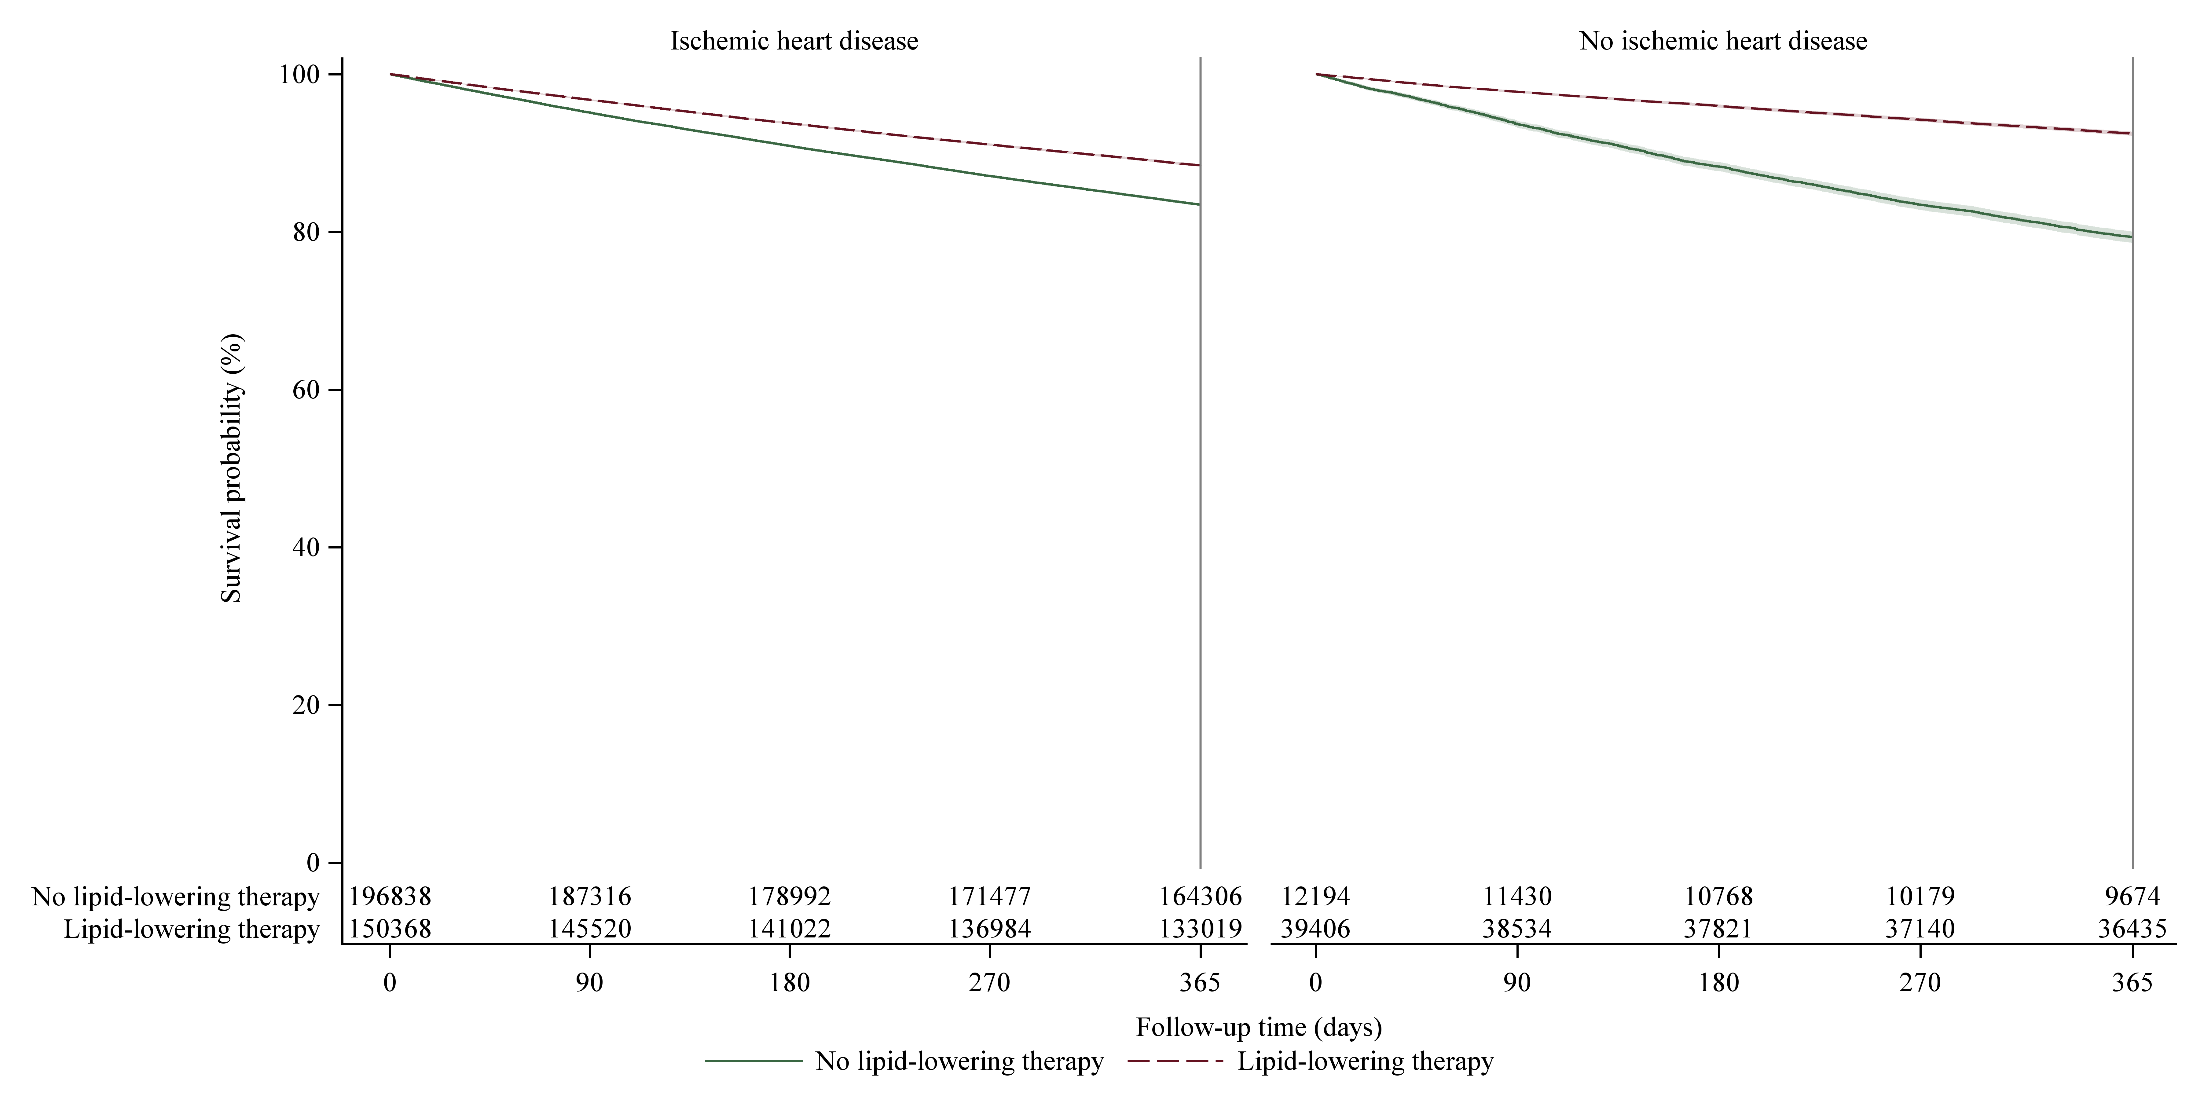 Ischemic heart disease
No ischemic heart disease
100
80
60
40
20
0
Survival probability (%)
No lipid-lowering therapy 196838 187316 178992 171477 164306 12194 11430 10768 10179 9674
Lipid-lowering therapy 150368 145520 141022 136984 133019 39406 38534 37821 37140 36435
0 90 180 270 365 0 90 180 270 365
Follow-up time (days)
No lipid-lowering therapy Lipid-lowering therapy